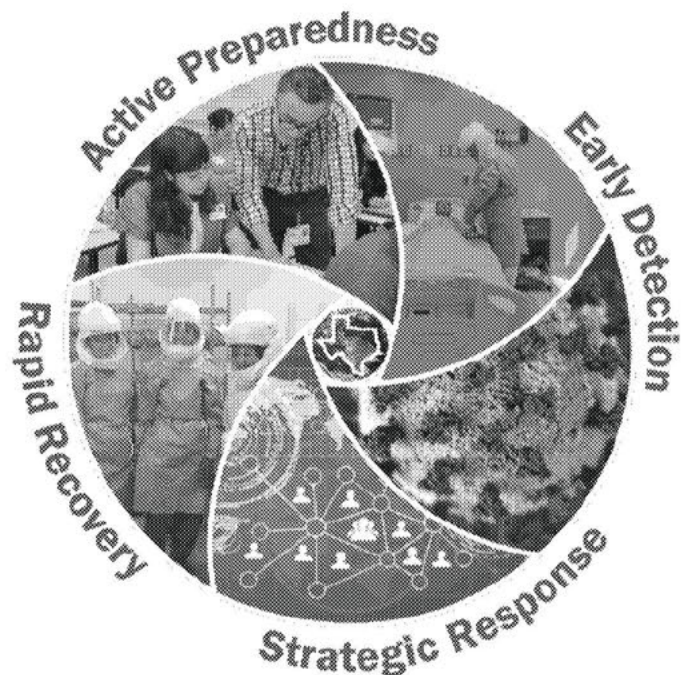 Active Preparedness
Early Detection
Strategic Response
Rapid Recovery